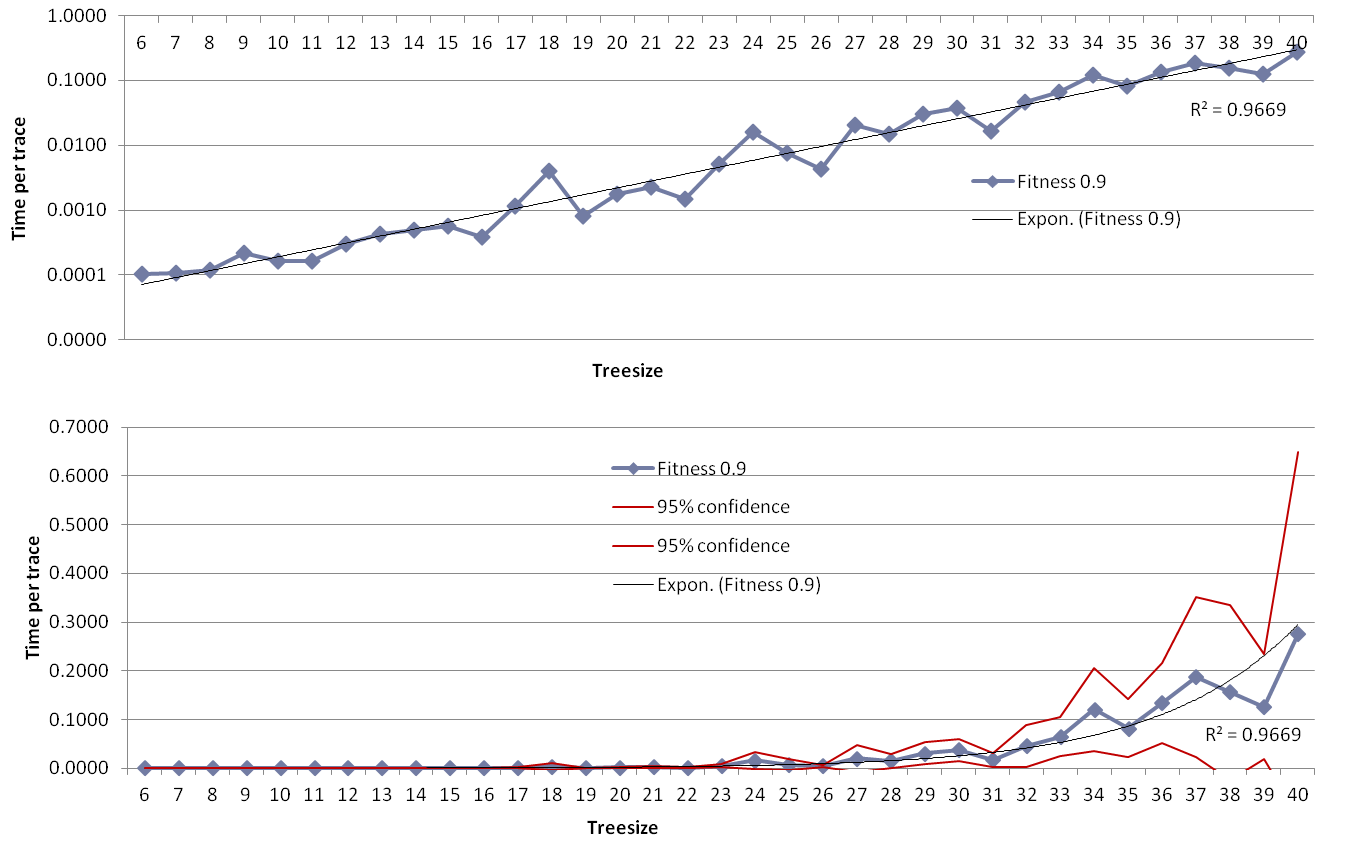 1.0000
6 7 8 9 10 11 12 13 14 15 16 17 18 19 20 21 22 23 24 25 26 27 28 29 30 31 32 33 34 35 36 37 38 39 40
0.1000
R² = 0.9669
0.0100
Fitness 0.9
0.0010
Expon. (Fitness 0.9)
0.0001
0.0000
Time per trace
Treesize
0.7000
Fitness 0.9
0.6000
95% confidence
0.5000
95% confidence
0.4000
Expon. (Fitness 0.9)
0.3000
0.2000
0.1000
R² = 0.9669
0.0000
Time per trace
6 7 8 9 10 11 12 13 14 15 16 17 18 19 20 21 22 23 24 25 26 27 28 29 30 31 32 33 34 35 36 37 38 39 40
Treesize